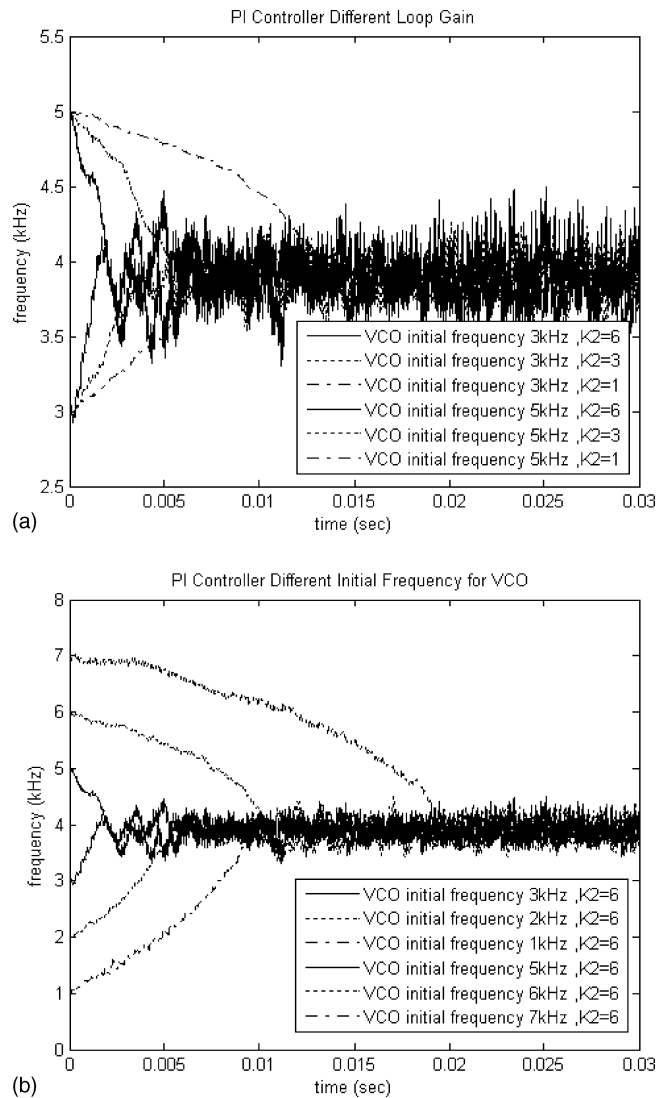 PI Controller Different Loop Gain
5.5
5
4.5
4
3.5
3
2.5
frequency (kHz)
VCO initial frequency 3kHz ,K2=6
VCO initial frequency 3kHz ,K2=3
VCO initial frequency 3kHz ,K2=1
VCO initial frequency 5kHz ,K2=6
VCO initial frequency 5kHz ,K2=3
VCO initial frequency 5kHz ,K2=1
0 0.005 0.01 0.015 0.02 0.025 0.03
time (sec)
(a)
PI Controller Different Initial Frequency for VCO
8
7
6
5
4
3
2
1
0
frequency (kHz)
VCO initial frequency 3kHz ,K2=6
VCO initial frequency 2kHz ,K2=6
VCO initial frequency 1kHz ,K2=6
VCO initial frequency 5kHz ,K2=6
VCO initial frequency 6kHz ,K2=6
VCO initial frequency 7kHz ,K2=6
0 0.005 0.01 0.015 0.02 0.025 0.03
time (sec)
(b)